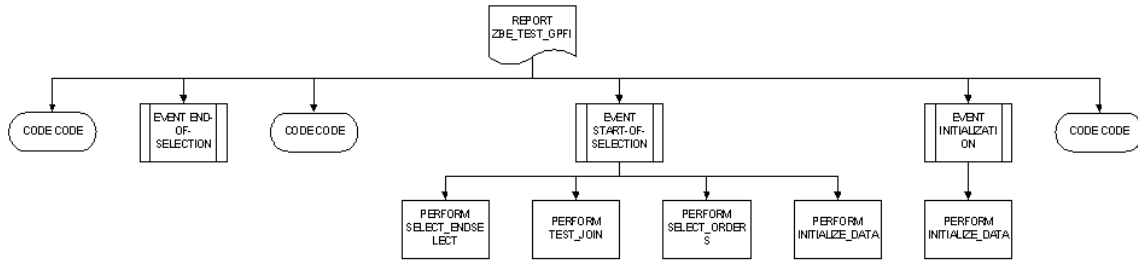 REPORT
ZBE_TEST_GPFI
CODE CODE
EVENT END-
OF-
SELECTION
CODE CODE
EVENT
START-OF-
SELECTION
EVENT
INITIALIZATI
ON
CODE CODE
PERFORM
SELECT_ENDSE
LECT
PERFORM
TEST_JOIN
PERFORM
SELECT_ORDER
S
PERFORM
INITIALIZE_DATA
PERFORM
INITIALIZE_DATA